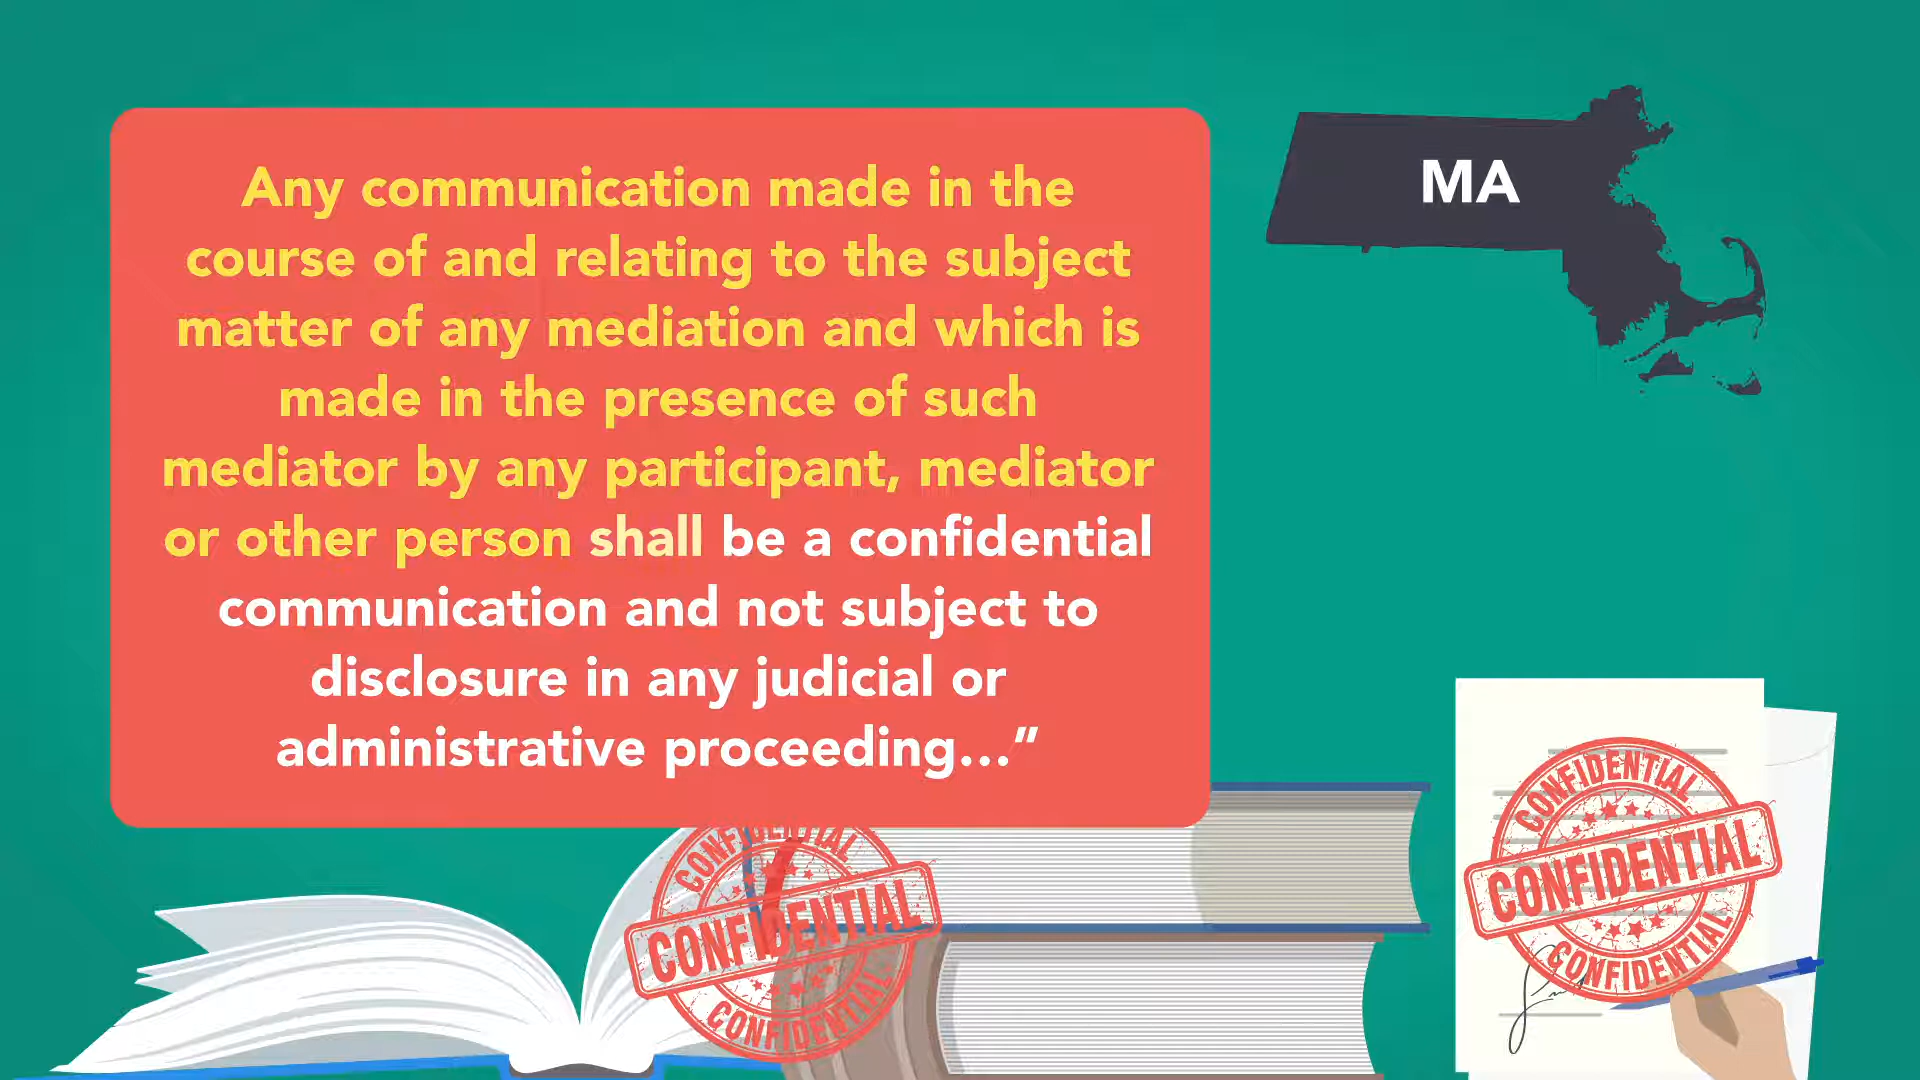 Any communication made in the
course of and relating to the subject
matter of any mediation and which is
made in the presence of such
mediator by any participant, mediator
or other person shall be a confidential
communication and not subject to
disclosure in any judicial or
administrative proceeding...”
MA
CONFIDENTIAL
CONFIDENTIAL
CONFIDENTIAL
CONFIDENTIAL
CONFIDENTIAL
CONFIDENTIAL